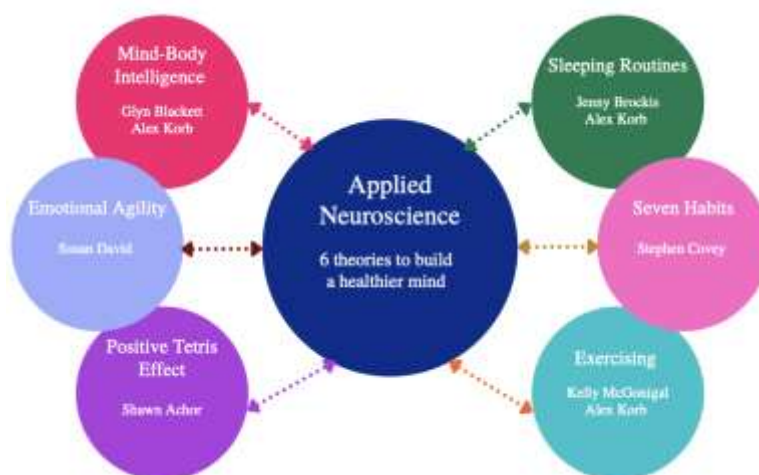 Mind-Body
Intelligence
Glyn Blackett
Alex Korb
Sleeping Routines
Jenny Brockis
Alex Korb
Applied
Neuroscience
6 theories to build
a healthier mind
Emotional Agility
Susan David
Seven Habits
Stephen Covey
Positive Tetris
Effect
Shawn Achor
Exercising
Kelly McGonigal
Alex Korb